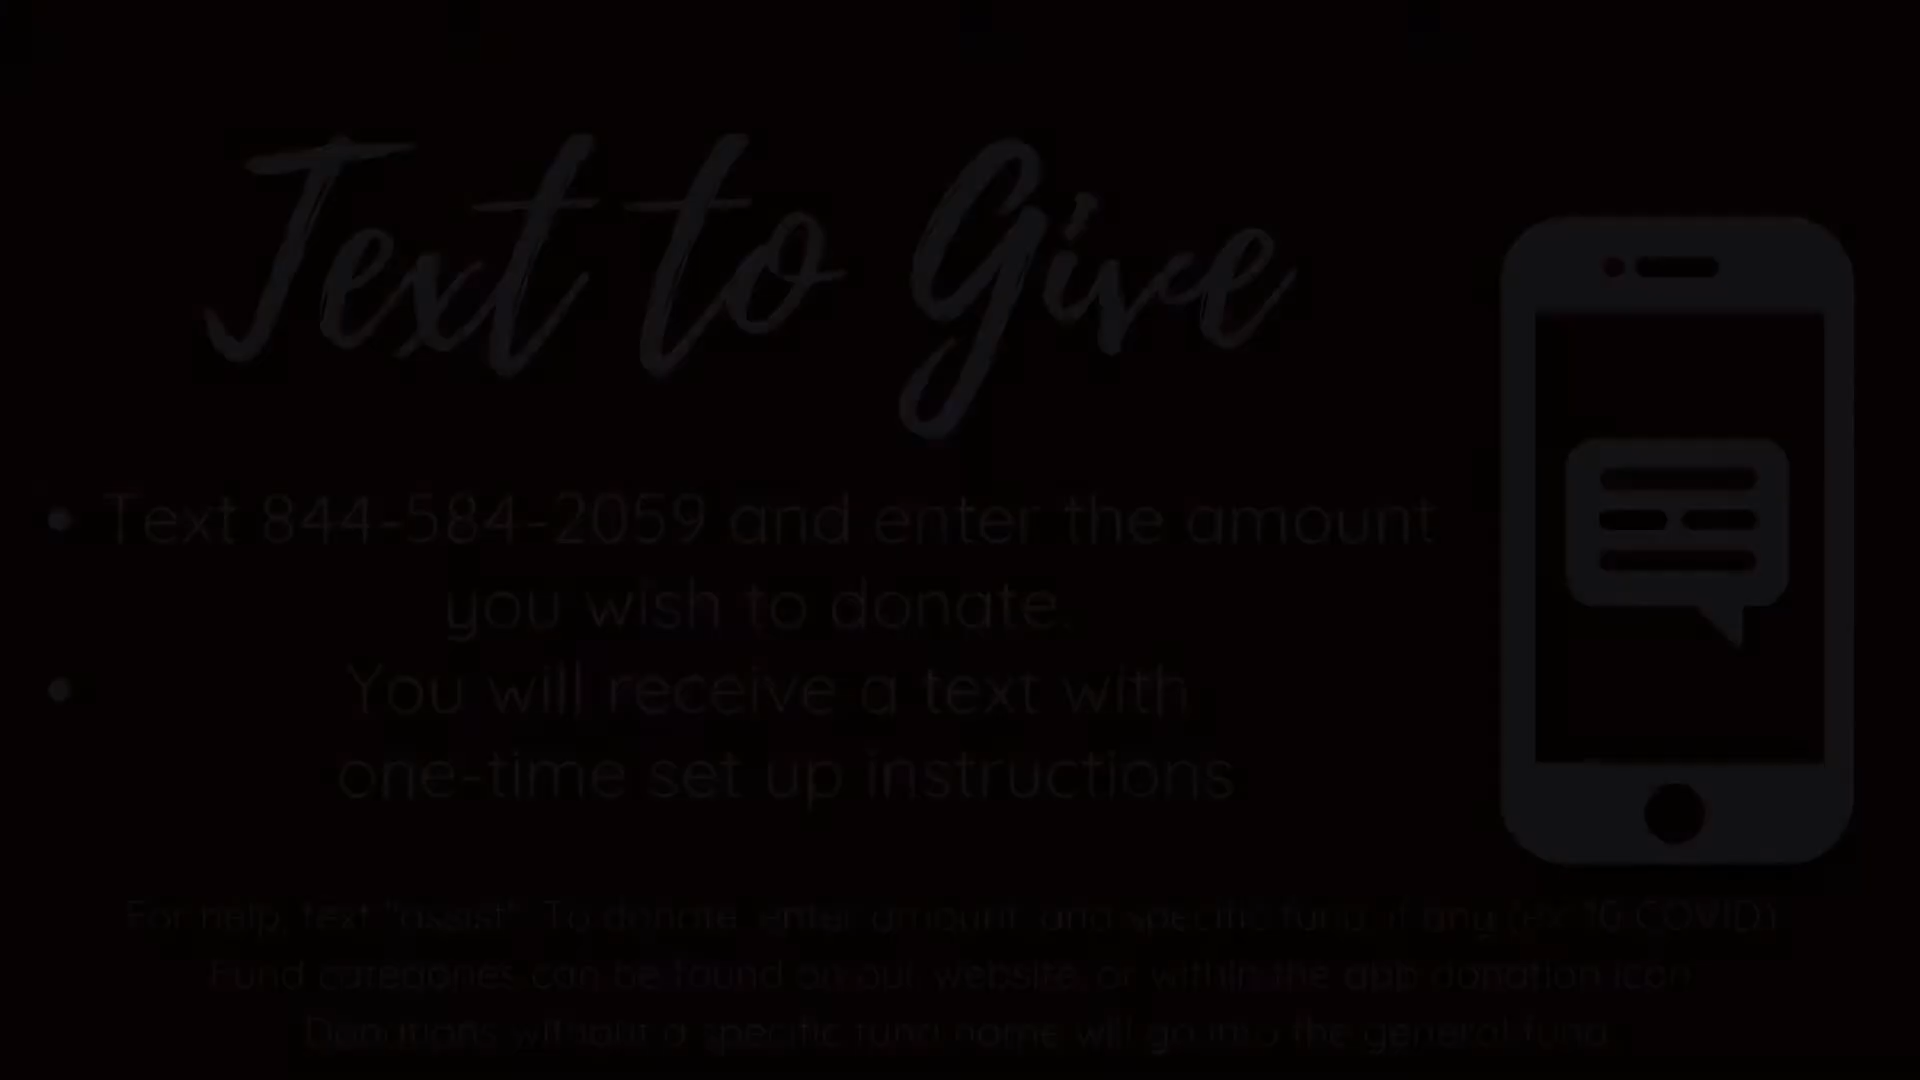 Text to Give
• Text 844-584-2059 and enter the amount
you wish to donate.
• You will receive a text with
one-time set up instructions
For help, text "assist". To donate, enter amount and specific fund, if any (ex. 10 COVID)
Fund categories can be found on our website, or within the app donation icon
Donations without a specific fund name will go into the general fund